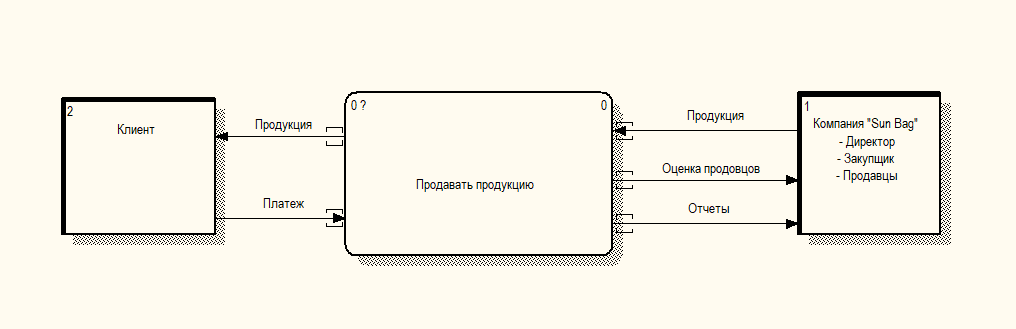 2
Клиент
Продукция
Платеж
0 ?
0
Продавать продукцию
Продукция
Оценка продовцов
Отчеты
1
Компания "Sun Bag"
- Директор
- Закупщик
- Продавцы